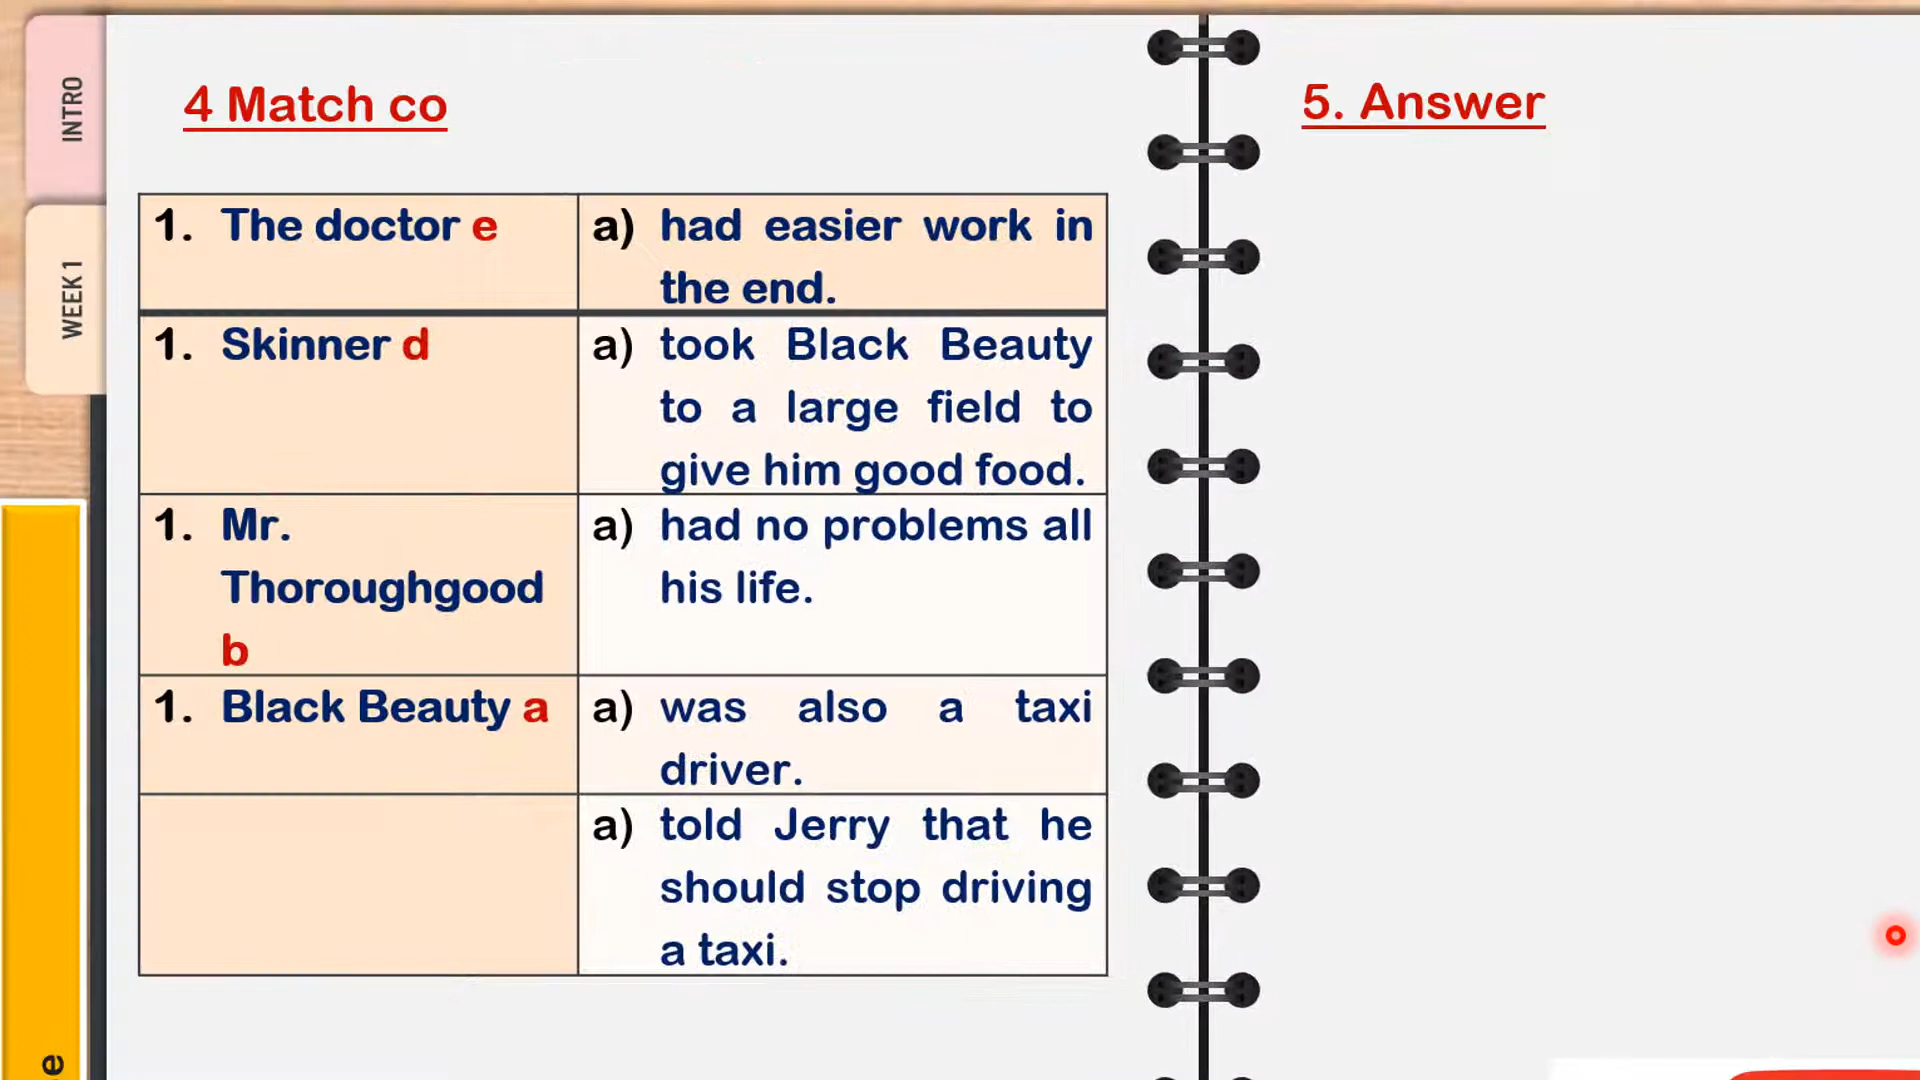 INTRO
WEEK 1
e
4 Match co
1. The doctor e
a) had easier work in
the end.
1. Skinner d
a) took Black Beauty
to a large field to
give him good food.
1. Mr.
Thoroughgood
b
a) had no problems all
his life.
1. Black Beauty a
a) was also a taxi
driver.
a) told Jerry that he
should stop driving
a taxi.
5. Answer